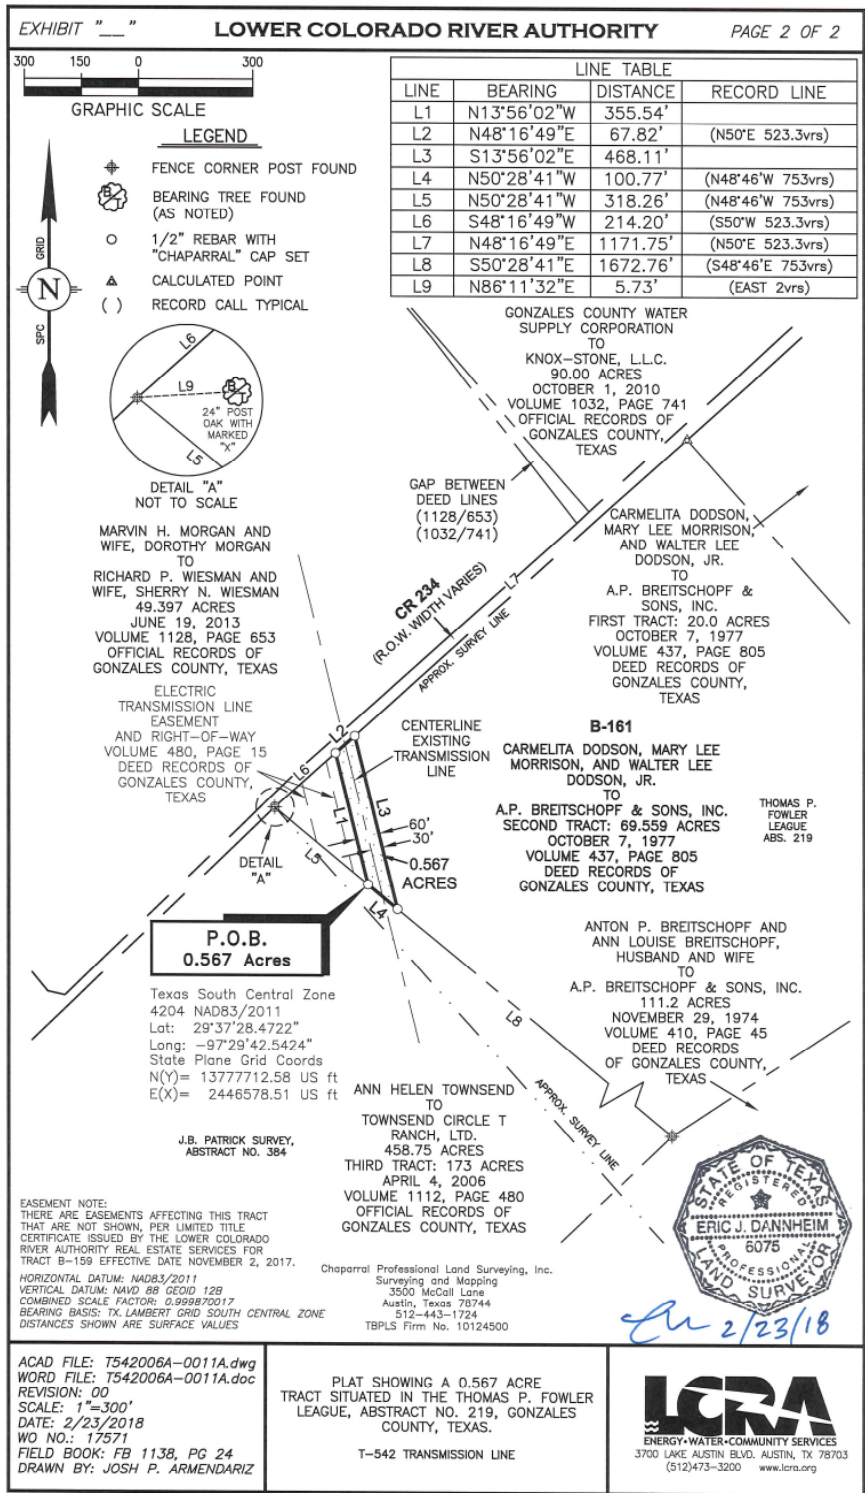 EXHIBIT "__"
LOWER COLORADO RIVER AUTHORITY
PAGE 2 OF 2
300 150 0 300
GRAPHIC SCALE
LEGEND
FENCE CORNER POST FOUND
BEARING TREE FOUND
(AS NOTED)
1/2" REBAR WITH
"CHAPARRAL" CAP SET
CALCULATED POINT
( ) RECORD CALL TYPICAL
GRID
N
SPC
LINE TABLE
LINE BEARING DISTANCE RECORD LINE
L1 N13°56'02"W 355.54'
L2 N48°16'49"E 67.82' (N50°E 523.3vrs)
L3 S13°56'02"E 468.11'
L4 N50°28'41"W 100.77' (N48°46'W 753vrs)
L5 N50°28'41"W 318.26' (N48°46'W 753vrs)
L6 S48°16'49"W 214.20' (S50°W 523.3vrs)
L7 N48°16'49"E 1171.75' (N50°E 523.3vrs)
L8 S50°28'41"E 1672.76' (S48°46'E 753vrs)
L9 N86°11'32"E 5.73' (EAST 2vrs)
L6
L9
B
T
24" POST
OAK WITH
MARKED
"X"
L5
DETAIL "A"
NOT TO SCALE
GONZALES COUNTY WATER
SUPPLY CORPORATION
TO
KNOX-STONE, L.L.C.
90.00 ACRES
OCTOBER 1, 2010
VOLUME 1032, PAGE 741
OFFICIAL RECORDS OF
GONZALES COUNTY,
TEXAS
GAP BETWEEN
DEED LINES
(1128/653)
(1032/741)
MARVIN H. MORGAN AND
WIFE, DOROTHY MORGAN
TO
RICHARD P. WIESMAN AND
WIFE, SHERRY N. WIESMAN
49.397 ACRES
JUNE 19, 2013
VOLUME 1128, PAGE 653
OFFICIAL RECORDS OF
GONZALES COUNTY, TEXAS
ELECTRIC
TRANSMISSION LINE
EASEMENT
AND RIGHT-OF-WAY
VOLUME 480, PAGE 15
DEED RECORDS OF
GONZALES COUNTY,
TEXAS
CR 234
(R.O.W. WIDTH VARIES)
L7
APPROX. SURVEY LINE
CARMELITA DODSON,
MARY LEE MORRISON,
AND WALTER LEE
DODSON, JR.
TO
A.P. BREITSCHOPF &
SONS, INC.
FIRST TRACT: 20.0 ACRES
OCTOBER 7, 1977
VOLUME 437, PAGE 805
DEED RECORDS OF
GONZALES COUNTY,
TEXAS
L2
L6
CENTERLINE
EXISTING
TRANSMISSION
LINE
B-161
CARMELITA DODSON, MARY LEE
MORRISON, AND WALTER LEE
DODSON, JR.
TO
A.P. BREITSCHOPF & SONS, INC.
SECOND TRACT: 69.559 ACRES
OCTOBER 7, 1977
VOLUME 437, PAGE 805
DEED RECORDS OF
GONZALES COUNTY, TEXAS
THOMAS P.
FOWLER
LEAGUE
ABS. 219
L1
L3
60'
30'
0.567
ACRES
L5
DETAIL
"A"
L4
P.O.B.
0.567 Acres
Texas South Central Zone
4204 NAD83/2011
Lat: 29°37'28.4722"
Long: -97°29'42.5424"
State Plane Grid Coords
N(Y)= 13777712.58 US ft
E(X)= 2446578.51 US ft
J.B. PATRICK SURVEY,
ABSTRACT NO. 384
ANN HELEN TOWNSEND
TO
TOWNSEND CIRCLE T
RANCH, LTD.
458.75 ACRES
THIRD TRACT: 173 ACRES
APRIL 4, 2006
VOLUME 1112, PAGE 480
OFFICIAL RECORDS OF
GONZALES COUNTY, TEXAS
L8
APPROX. SURVEY LINE
ANTON P. BREITSCHOPF AND
ANN LOUISE BREITSCHOPF,
HUSBAND AND WIFE
TO
A.P. BREITSCHOPF & SONS, INC.
111.2 ACRES
NOVEMBER 29, 1974
VOLUME 410, PAGE 45
DEED RECORDS
OF GONZALES COUNTY,
TEXAS
STATE OF TEXAS
REGISTERED
ERIC J. DANNHEIM
6075
PROFESSIONAL
LAND SURVEYOR
2/23/18
EASEMENT NOTE:
THERE ARE EASEMENTS AFFECTING THIS TRACT
THAT ARE NOT SHOWN, PER LIMITED TITLE
CERTIFICATE ISSUED BY THE LOWER COLORADO
RIVER AUTHORITY REAL ESTATE SERVICES FOR
TRACT B-159 EFFECTIVE DATE NOVEMBER 2, 2017.
HORIZONTAL DATUM: NAD83/2011
VERTICAL DATUM: NAVD 88 GEOID 12B
COMBINED SCALE FACTOR: 0.999870017
BEARING BASIS: TX. LAMBERT GRID SOUTH CENTRAL ZONE
DISTANCES SHOWN ARE SURFACE VALUES
Chaparral Professional Land Surveying, Inc.
Surveying and Mapping
3500 McCall Lane
Austin, Texas 78744
512-443-1724
TBPLS Firm No. 10124500
ACAD FILE: T542006A-0011A.dwg
WORD FILE: T542006A-0011A.doc
REVISION: 00
SCALE: 1"=300'
DATE: 2/23/2018
WO NO.: 17571
FIELD BOOK: FB 1138, PG 24
DRAWN BY: JOSH P. ARMENDARIZ
PLAT SHOWING A 0.567 ACRE
TRACT SITUATED IN THE THOMAS P. FOWLER
LEAGUE, ABSTRACT NO. 219, GONZALES
COUNTY, TEXAS.
T-542 TRANSMISSION LINE
LCRA
ENERGY•WATER•COMMUNITY SERVICES
3700 LAKE AUSTIN BLVD. AUSTIN, TX 78703
(512)473-3200 www.lcra.org